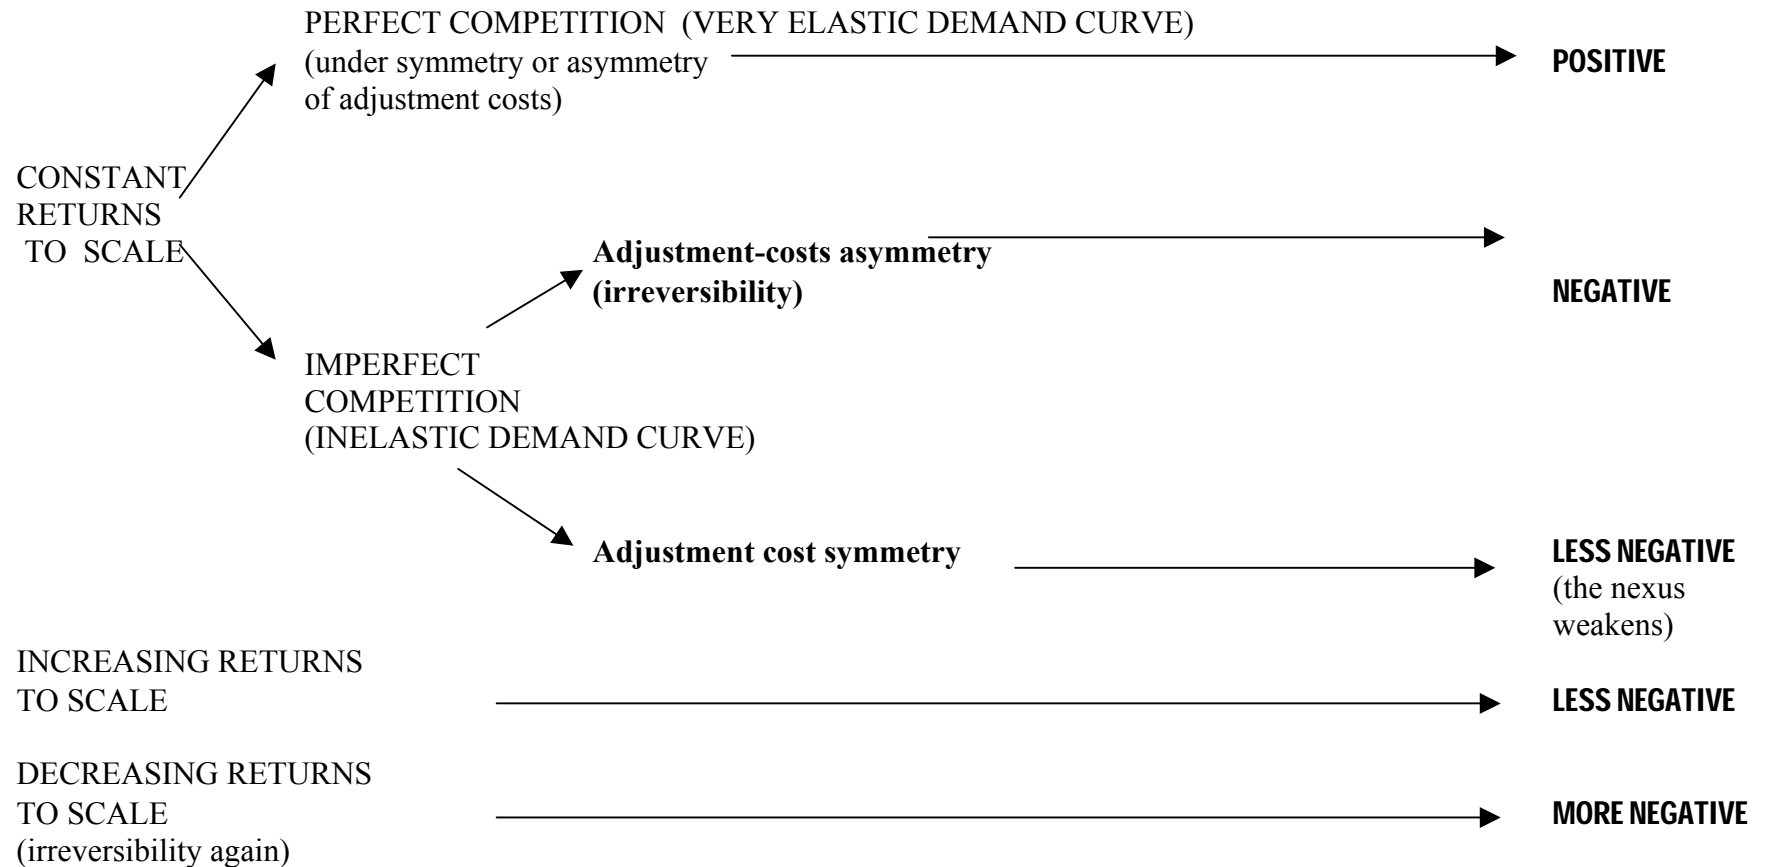 PERFECT COMPETITION (VERY ELASTIC DEMAND CURVE)
(under symmetry or asymmetry
of adjustment costs)
POSITIVE
CONSTANT
RETURNS
TO SCALE
Adjustment-costs asymmetry
(irreversibility)
NEGATIVE
IMPERFECT
COMPETITION
(INELASTIC DEMAND CURVE)
Adjustment cost symmetry
LESS NEGATIVE
(the nexus
weakens)
INCREASING RETURNS
TO SCALE
LESS NEGATIVE
DECREASING RETURNS
TO SCALE
(irreversibility again)
MORE NEGATIVE